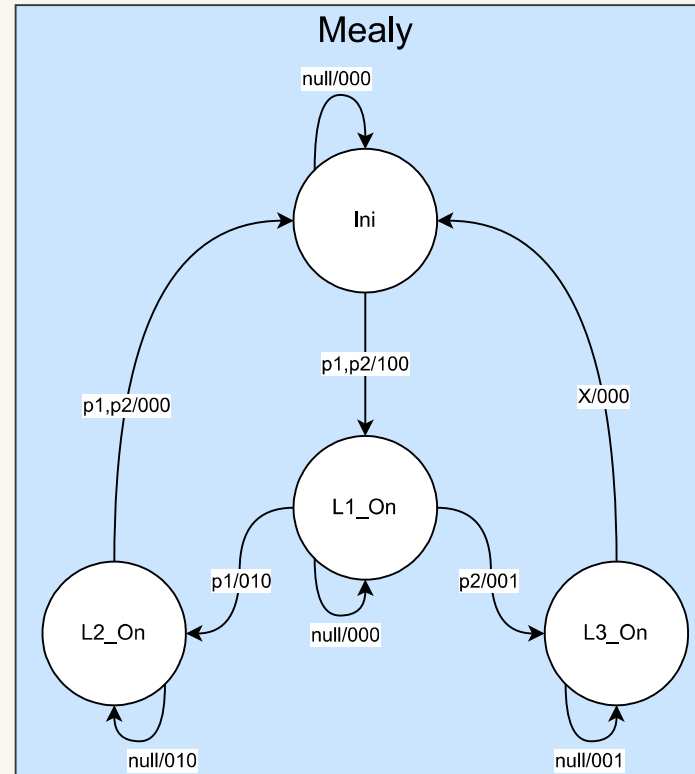 Mealy
null/000
Ini
p1,p2/100
p1,p2/000
X/000
L1_On
p1/010
p2/001
null/000
L2_On
L3_On
null/010
null/001